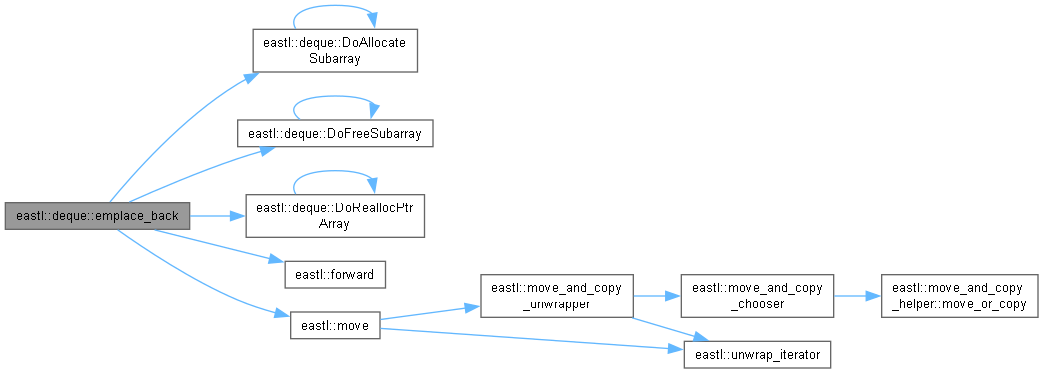 eastl::deque::DoAllocate
Subarray
eastl::deque::DoFreeSubarray
eastl::deque::emplace_back
eastl::deque::DoReallocPtr
Array
eastl::forward
eastl::move
eastl::move_and_copy
_unwrapper
eastl::move_and_copy
_chooser
eastl::move_and_copy
_helper::move_or_copy
eastl::unwrap_iterator